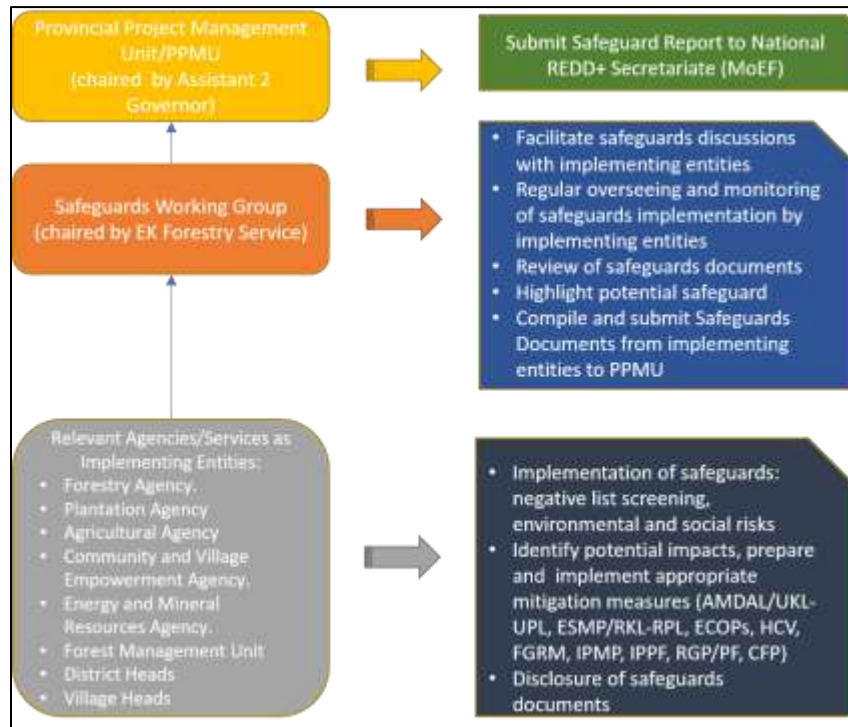 Provincial Project Management
Unit/PPMU
(chaired by Assistant 2
Governor)
Submit Safeguard Report to National
REDD+ Secretariate (MoEF)
Safeguards Working Group
(chaired by EK Forestry Service)
• Facilitate safeguards discussions
with implementing entities
• Regular overseeing and monitoring
of safeguards implementation by
implementing entities
• Review of safeguards documents
• Highlight potential safeguard
• Compile and submit Safeguards
Documents from implementing
entities to PPMU
Relevant Agencies/Services as
Implementing Entities:
• Forestry Agency.
• Plantation Agency
• Agricultural Agency
• Community and Village
Empowerment Agency.
• Energy and Mineral
Resources Agency.
• Forest Management Unit
• District Heads
• Village Heads
• Implementation of safeguards:
negative list screening,
environmental and social risks
• Identify potential impacts, prepare
and implement appropriate
mitigation measures (AMDAL/UKL-
UPL, ESMP/RKL-RPL, ECOPs, HCV,
FGRM, IPMP, IPPF, RGP/PF, CFP)
• Disclosure of safeguards
documents